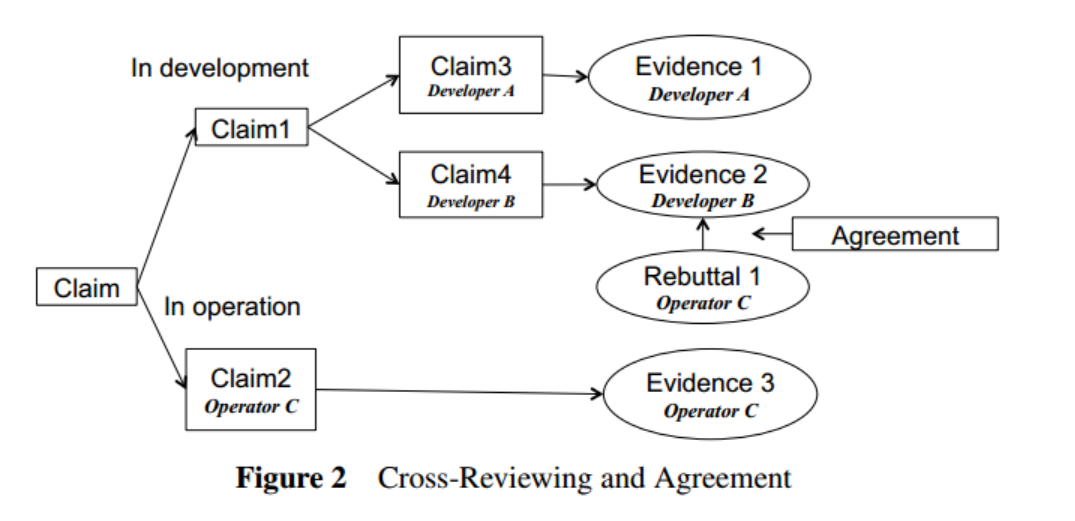 In development
Claim3
Developer A
Evidence 1
Developer A
Claim1
Claim4
Developer B
Evidence 2
Developer B
Agreement
Claim
Rebuttal 1
Operator C
In operation
Claim2
Operator C
Evidence 3
Operator C
Figure 2 Cross-Reviewing and Agreement